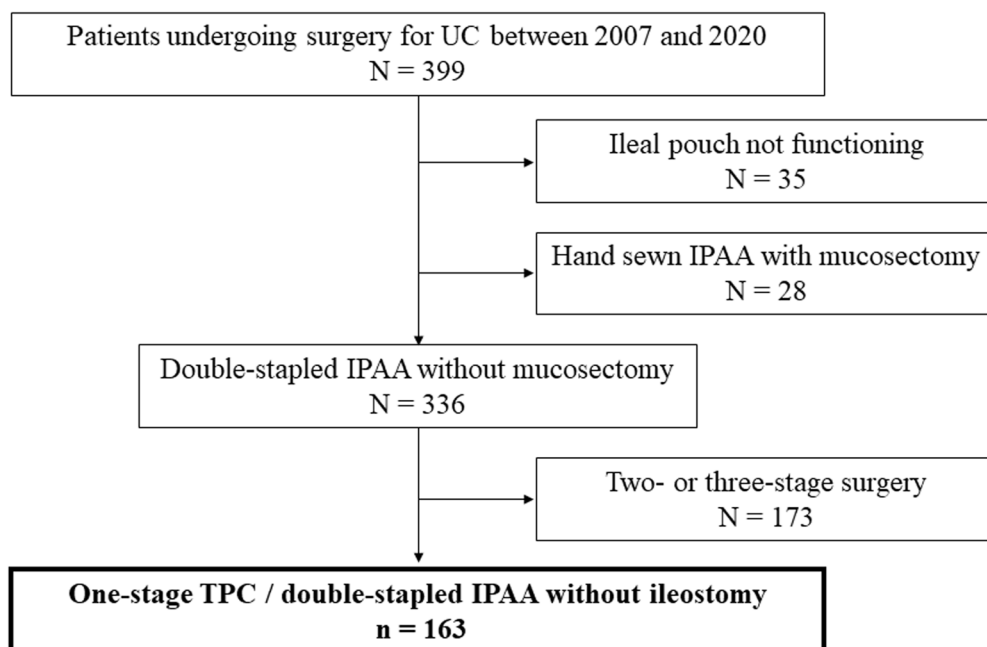 Patients undergoing surgery for UC between 2007 and 2020
N = 399
Ileal pouch not functioning
N = 35
Hand sewn IPAA with mucosectomy
N = 28
Double-stapled IPAA without mucosectomy
N = 336
Two- or three-stage surgery
N = 173
One-stage TPC / double-stapled IPAA without ileostomy
n = 163